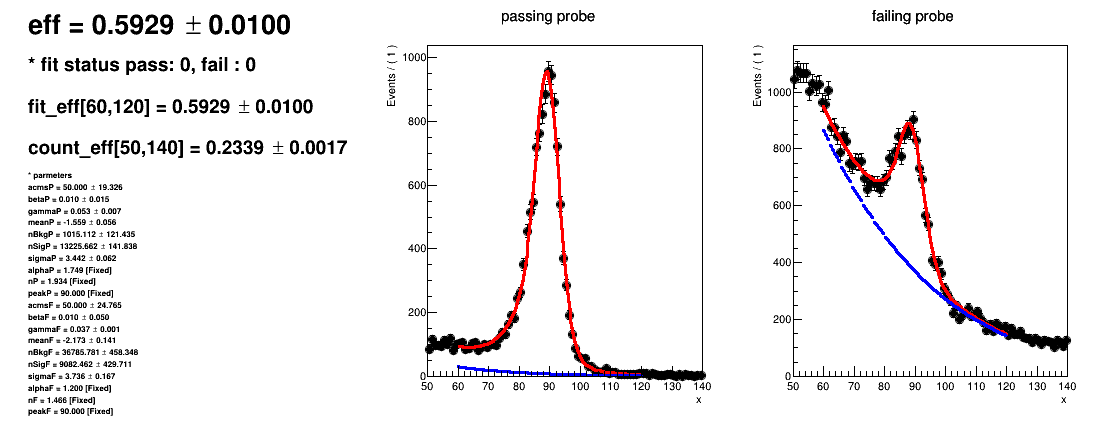 eff = 0.5929 ± 0.0100
* fit status pass: 0, fail : 0
fit_eff[60,120] = 0.5929 ± 0.0100
count_eff[50,140] = 0.2339 ± 0.0017
* parmeters
acmsP = 50.000 ± 19.326
betaP = 0.010 ± 0.015
gammaP = 0.053 ± 0.007
meanP = -1.559 ± 0.056
nBkgP = 1015.112 ± 121.435
nSigP = 13225.662 ± 141.838
sigmaP = 3.442 ± 0.062
alphaP = 1.749 [Fixed]
nP = 1.934 [Fixed]
peakP = 90.000 [Fixed]
acmsF = 50.000 ± 24.765
betaF = 0.010 ± 0.050
gammaF = 0.037 ± 0.001
meanF = -2.173 ± 0.141
nBkgF = 36785.781 ± 458.348
nSigF = 9082.462 ± 429.711
sigmaF = 3.736 ± 0.167
alphaF = 1.200 [Fixed]
nF = 1.466 [Fixed]
peakF = 90.000 [Fixed]
passing probe
Events / ( 1 )
1000
800
600
400
200
0
50 60 70 80 90 100 110 120 130 140
x
failing probe
Events / ( 1 )
1000
800
600
400
200
0
50 60 70 80 90 100 110 120 130 140
x